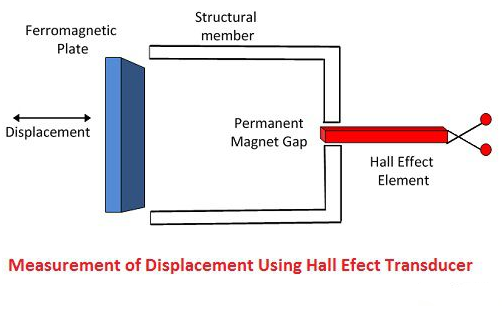 Structural
member
Ferromagnetic
Plate
Displacement
Permanent
Magnet Gap
Hall Effect
Element
Measurement of Displacement Using Hall Efect Transducer